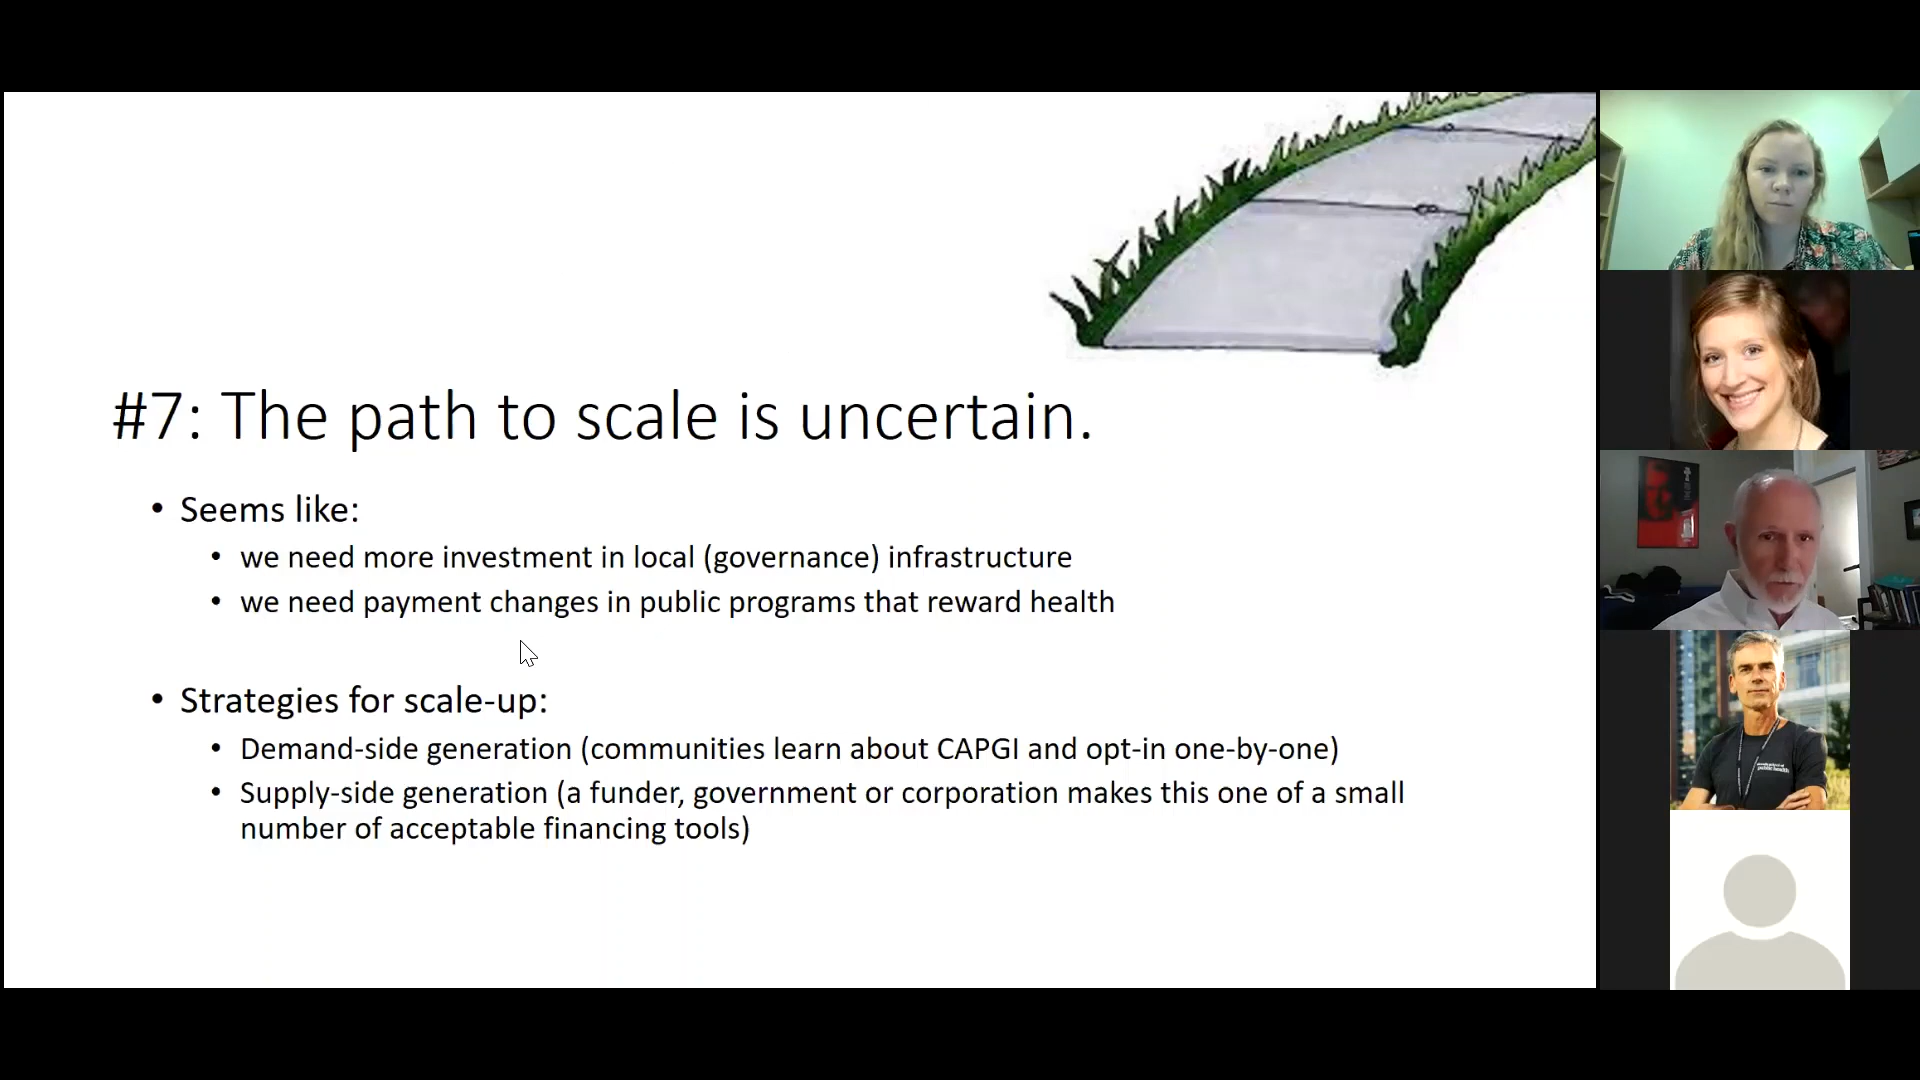 #7: The path to scale is uncertain.
• Seems like:
• we need more investment in local (governance) infrastructure
• we need payment changes in public programs that reward health
• Strategies for scale-up:
• Demand-side generation (communities learn about CAPGI and opt-in one-by-one)
• Supply-side generation (a funder, government or corporation makes this one of a small
number of acceptable financing tools)
public health